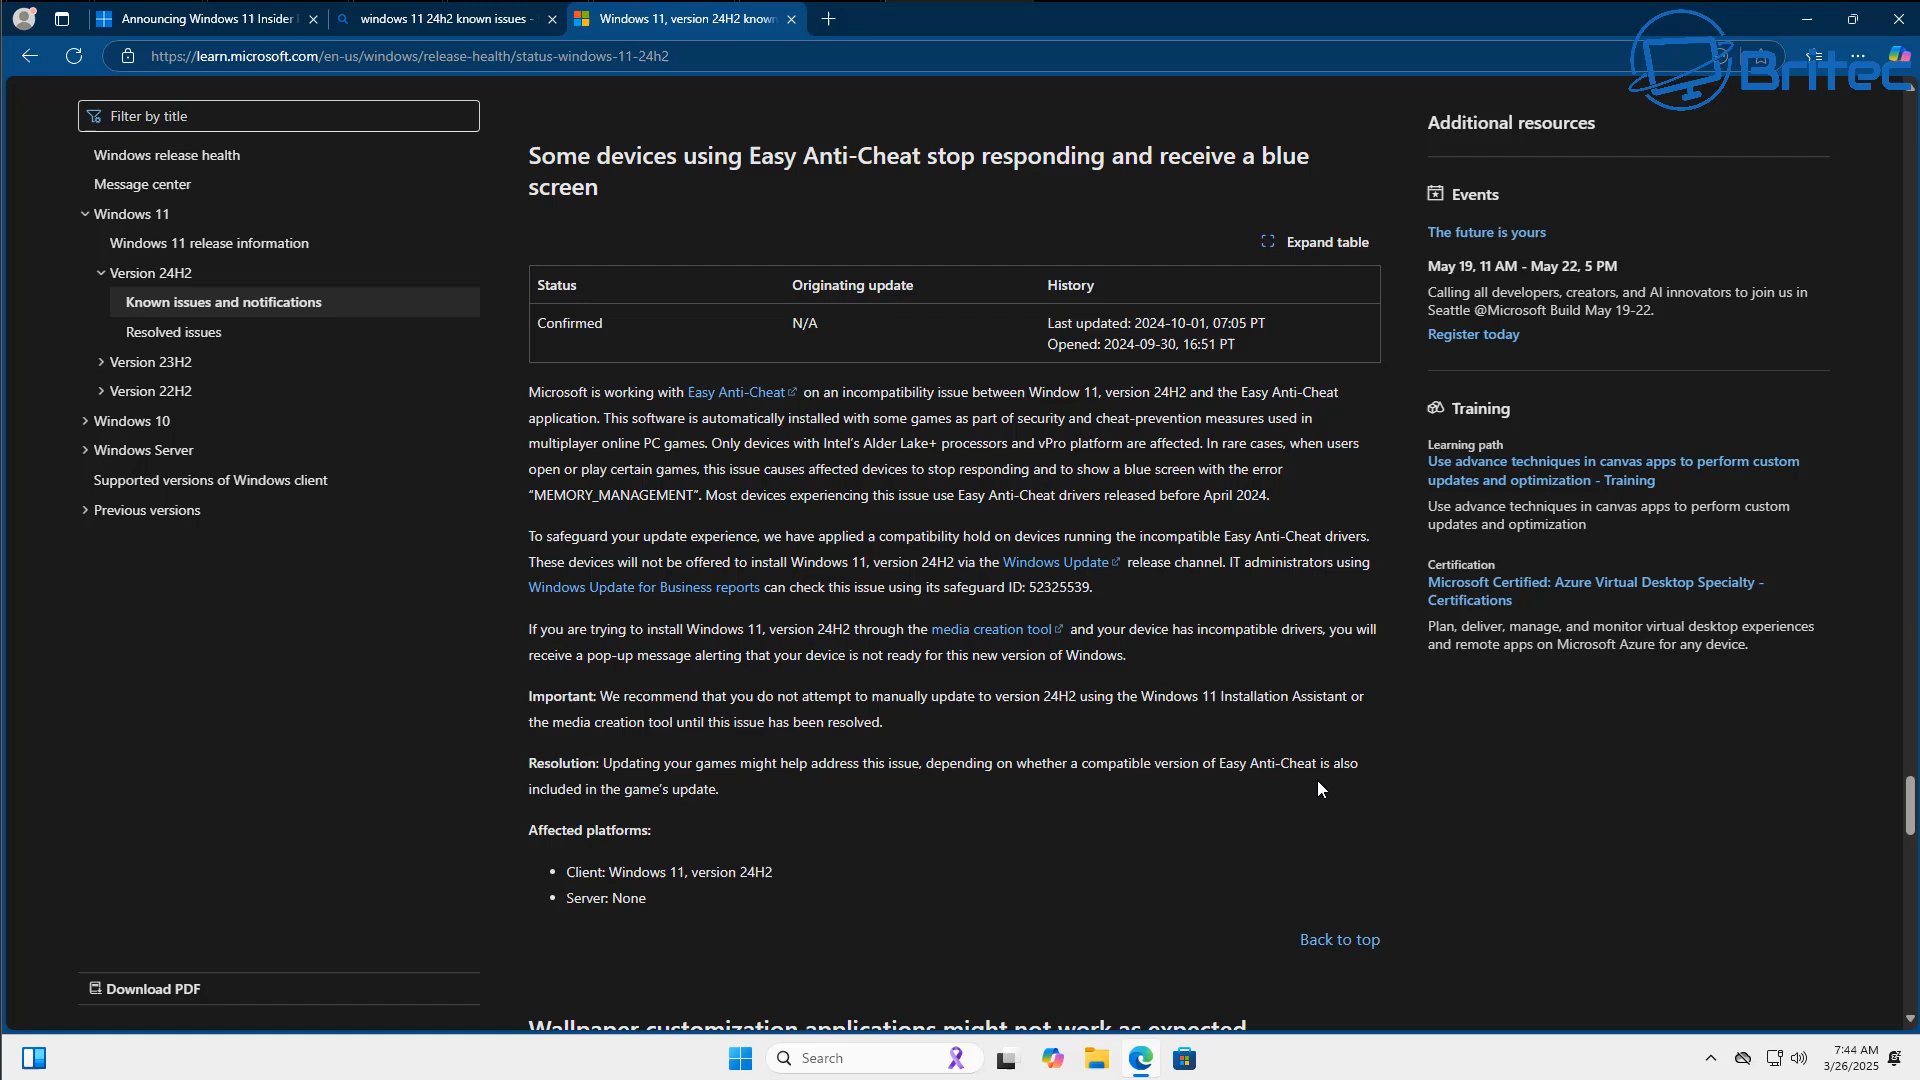 Announcing Windows 11 Insider
windows 11 24h2 known issues -
Windows 11, version 24H2 known
https://learn.microsoft.com/en-us/windows/release-health/status-windows-11-24h2
Britec
Filter by title
Windows release health
Message center
Windows 11
Windows 11 release information
Version 24H2
Known issues and notifications
Resolved issues
Version 23H2
Version 22H2
Windows 10
Windows Server
Supported versions of Windows client
Previous versions
Download PDF
Some devices using Easy Anti-Cheat stop responding and receive a blue
screen
Expand table
Status Originating update History
Confirmed N/A Last updated: 2024-10-01, 07:05 PT
Opened: 2024-09-30, 16:51 PT
Microsoft is working with Easy Anti-Cheat on an incompatibility issue between Window 11, version 24H2 and the Easy Anti-Cheat
application. This software is automatically installed with some games as part of security and cheat-prevention measures used in
multiplayer online PC games. Only devices with Intel's Alder Lake+ processors and vPro platform are affected. In rare cases, when users
open or play certain games, this issue causes affected devices to stop responding and to show a blue screen with the error
“MEMORY_MANAGEMENT”. Most devices experiencing this issue use Easy Anti-Cheat drivers released before April 2024.
To safeguard your update experience, we have applied a compatibility hold on devices running the incompatible Easy Anti-Cheat drivers.
These devices will not be offered to install Windows 11, version 24H2 via the Windows Update release channel. IT administrators using
Windows Update for Business reports can check this issue using its safeguard ID: 52325539.
If you are trying to install Windows 11, version 24H2 through the media creation tool and your device has incompatible drivers, you will
receive a pop-up message alerting that your device is not ready for this new version of Windows.
Important: We recommend that you do not attempt to manually update to version 24H2 using the Windows 11 Installation Assistant or
the media creation tool until this issue has been resolved.
Resolution: Updating your games might help address this issue, depending on whether a compatible version of Easy Anti-Cheat is also
included in the game's update.
Affected platforms:
• Client: Windows 11, version 24H2
• Server: None
Back to top
Wallpaper customization applications might not work as expected
Additional resources
Events
The future is yours
May 19, 11 AM - May 22, 5 PM
Calling all developers, creators, and AI innovators to join us in
Seattle @Microsoft Build May 19-22.
Register today
Training
Learning path
Use advance techniques in canvas apps to perform custom
updates and optimization - Training
Use advance techniques in canvas apps to perform custom
updates and optimization
Certification
Microsoft Certified: Azure Virtual Desktop Specialty -
Certifications
Plan, deliver, manage, and monitor virtual desktop experiences
and remote apps on Microsoft Azure for any device.
Search
7:44 AM
3/26/2025